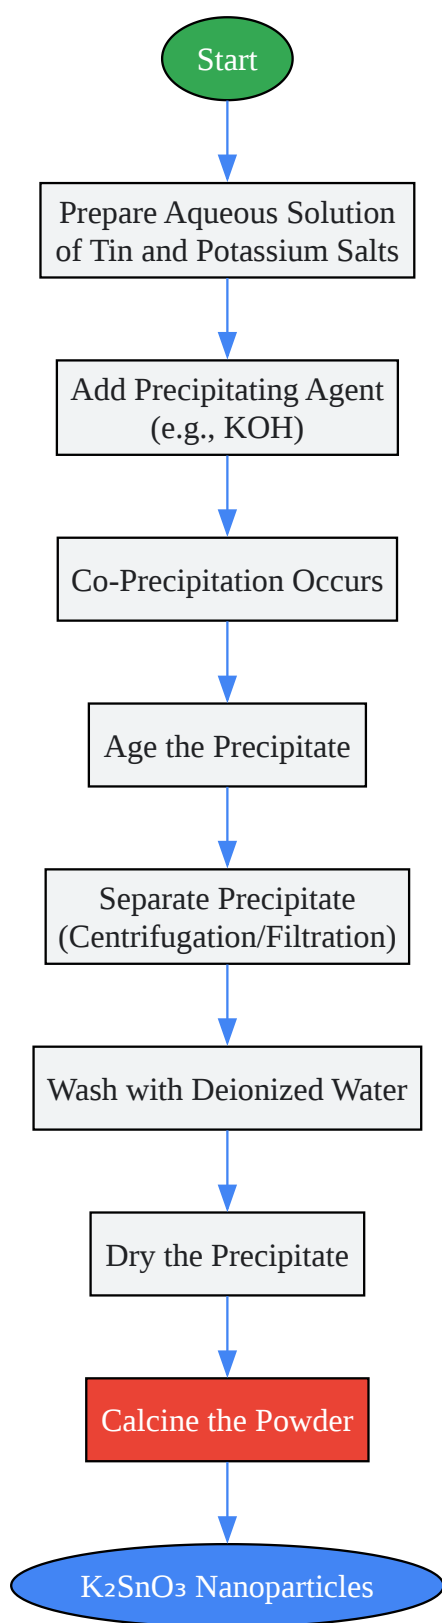 Start
Prepare Aqueous Solution
of Tin and Potassium Salts
Add Precipitating Agent
(e.g., KOH)
Co-Precipitation Occurs
Age the Precipitate
Separate Precipitate
(Centrifugation/Filtration)
Wash with Deionized Water
Dry the Precipitate
Calcine the Powder
K₂SnO₃ Nanoparticles